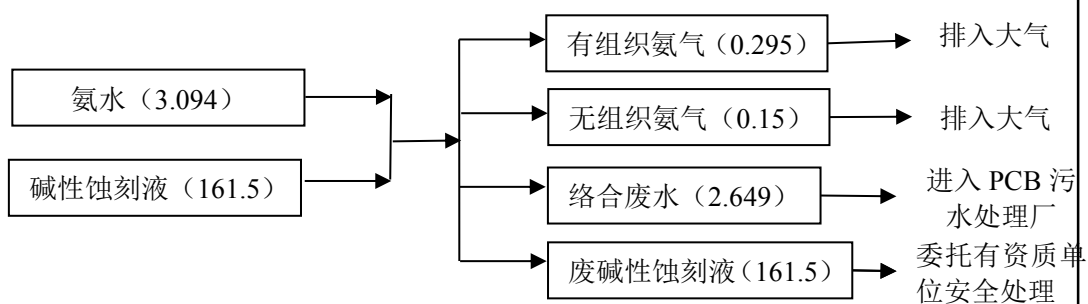 氨水（3.094）
碱性蚀刻液（161.5）
有组织氨气（0.295）
排入大气
无组织氨气（0.15）
排入大气
络合废水（2.649）
进入 PCB 污
水处理厂
废碱性蚀刻液（161.5）
委托有资质单
位安全处理